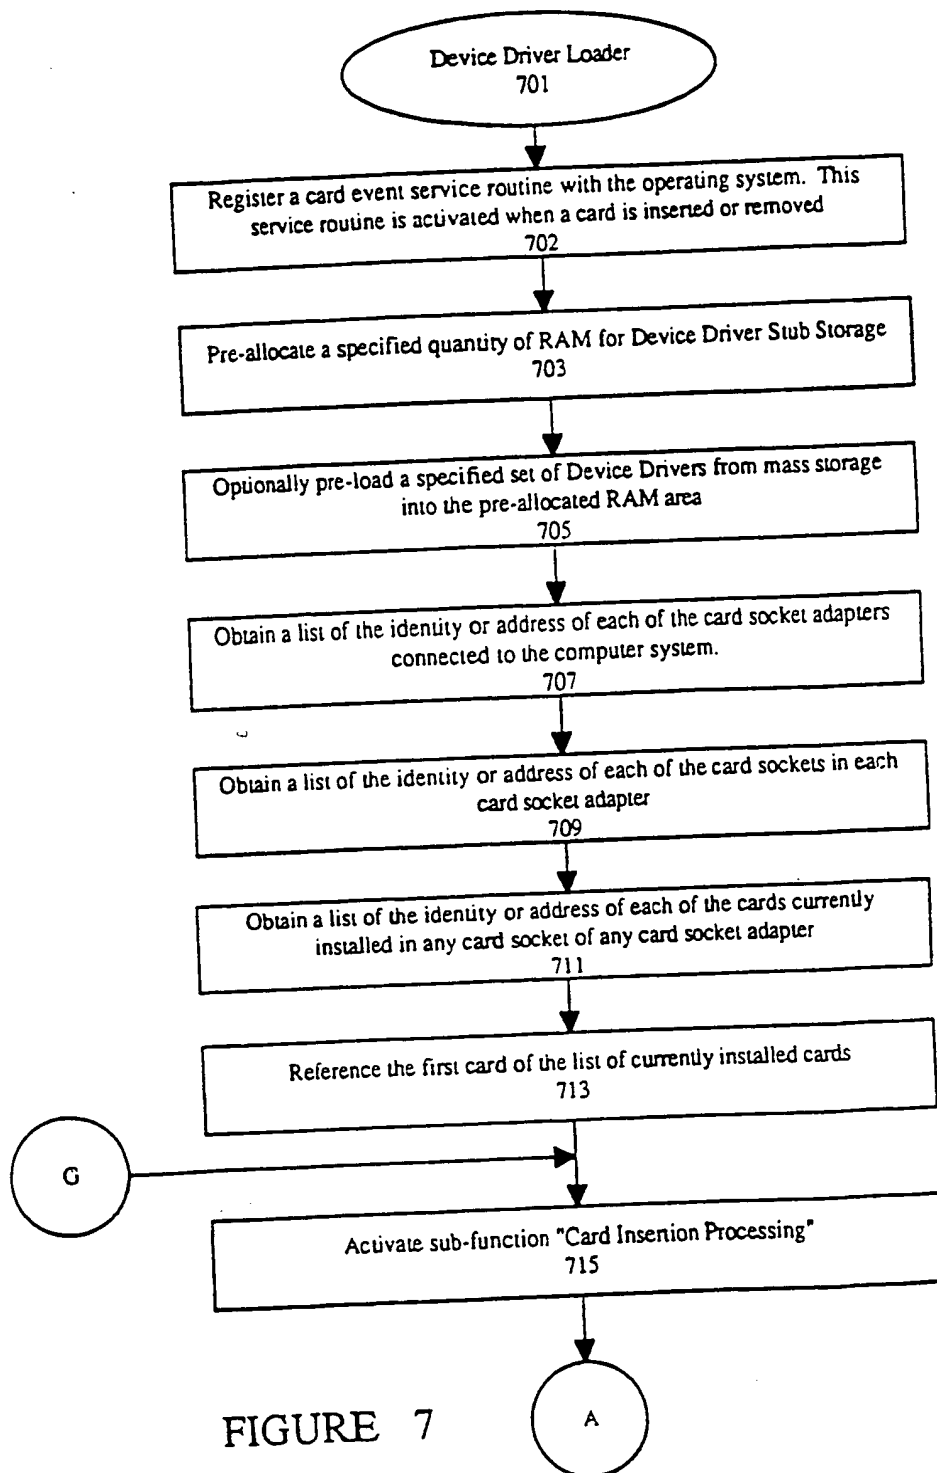 Device Driver Loader
701
Register a card event service routine with the operating system. This
service routine is activated when a card is inserted or removed
702
Pre-allocate a specified quantity of RAM for Device Driver Stub Storage
703
Optionally pre-load a specified set of Device Drivers from mass storage
into the pre-allocated RAM area
705
Obtain a list of the identity or address of each of the card socket adapters
connected to the computer system.
707
Obtain a list of the identity or address of each of the card sockets in each
card socket adapter
709
Obtain a list of the identity or address of each of the cards currently
installed in any card socket of any card socket adapter
711
Reference the first card of the list of currently installed cards
713
G
Activate sub-function "Card Insertion Processing"
715
A
FIGURE 7